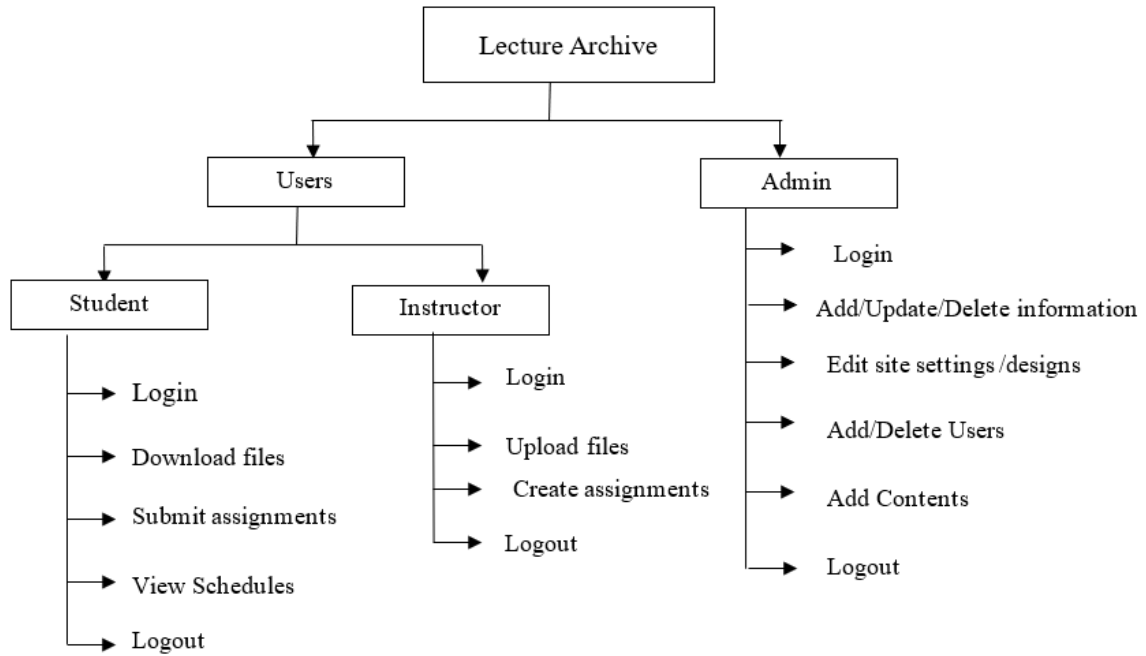 Lecture Archive
Users
Admin
Student
Instructor
Login
Download files
Submit assignments
View Schedules
Logout
Login
Upload files
Create assignments
Logout
Login
Add/Update/Delete information
Edit site settings /designs
Add/Delete Users
Add Contents
Logout